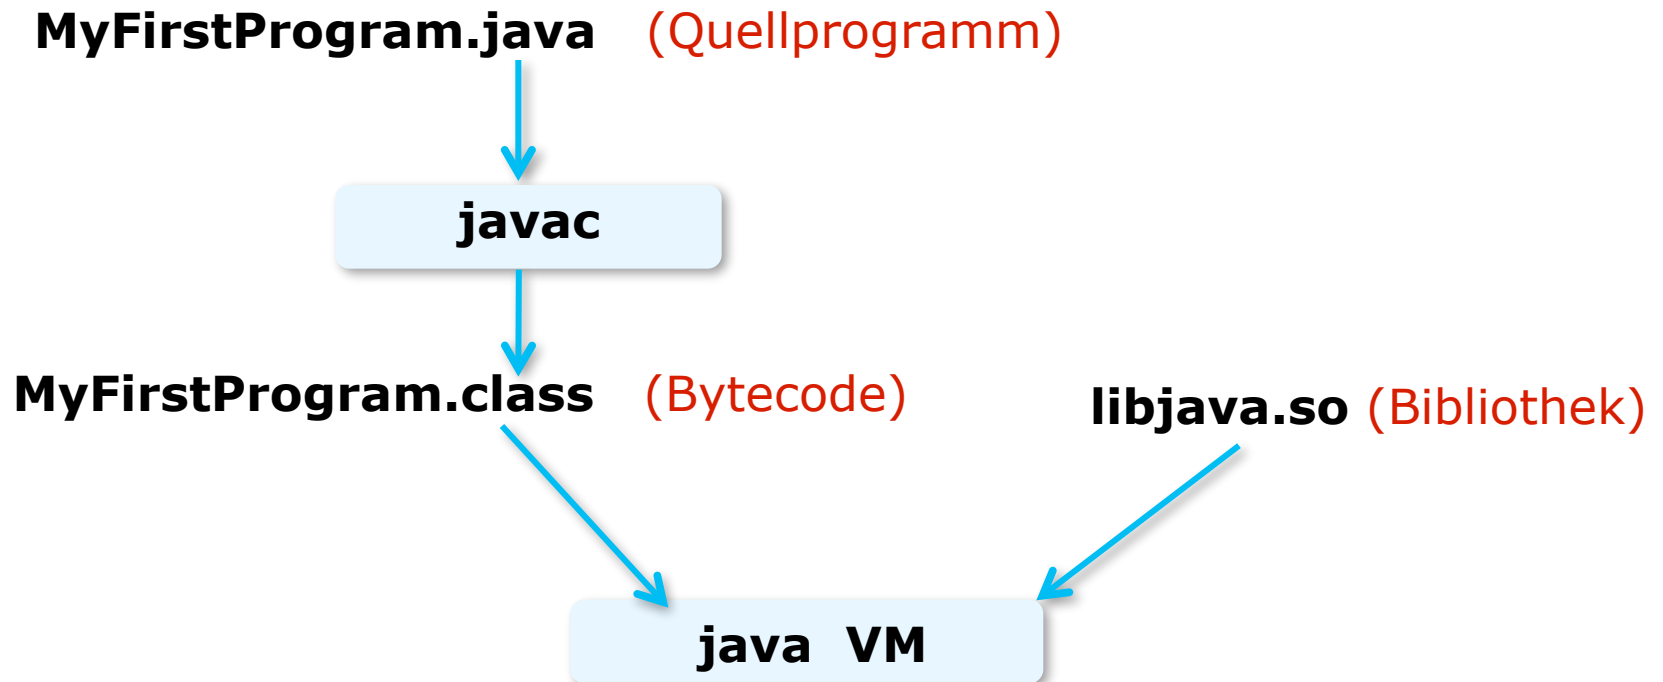 MyFirstProgram.java (Quellprogramm)
javac
MyFirstProgram.class (Bytecode)
libjava.so (Bibliothek)
java VM